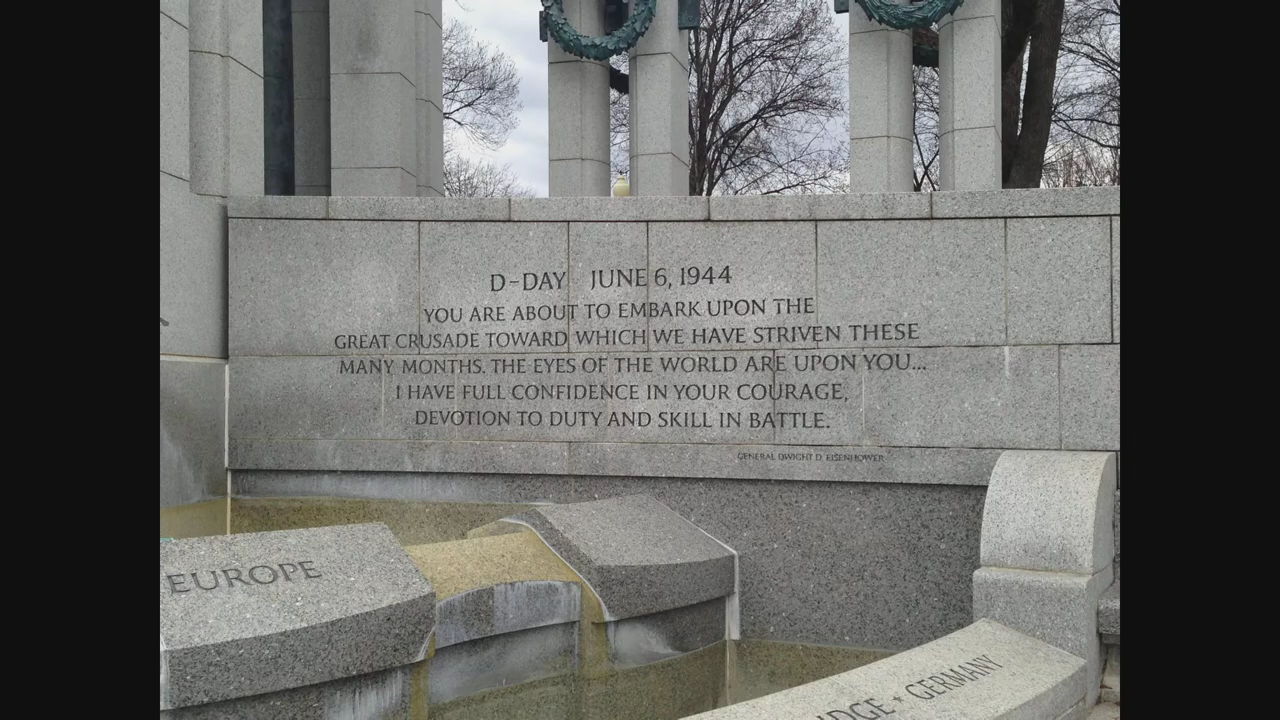 D-DAY JUNE 6, 1944
YOU ARE ABOUT TO EMBARK UPON THE
GREAT CRUSADE TOWARD WHICH WE HAVE STRIVEN THESE
MANY MONTHS. THE EYES OF THE WORLD ARE UPON YOU...
I HAVE FULL CONFIDENCE IN YOUR COURAGE,
DEVOTION TO DUTY AND SKILL IN BATTLE.
GENERAL DWIGHT D. EISENHOWER
EUROPE
★ GERMANY